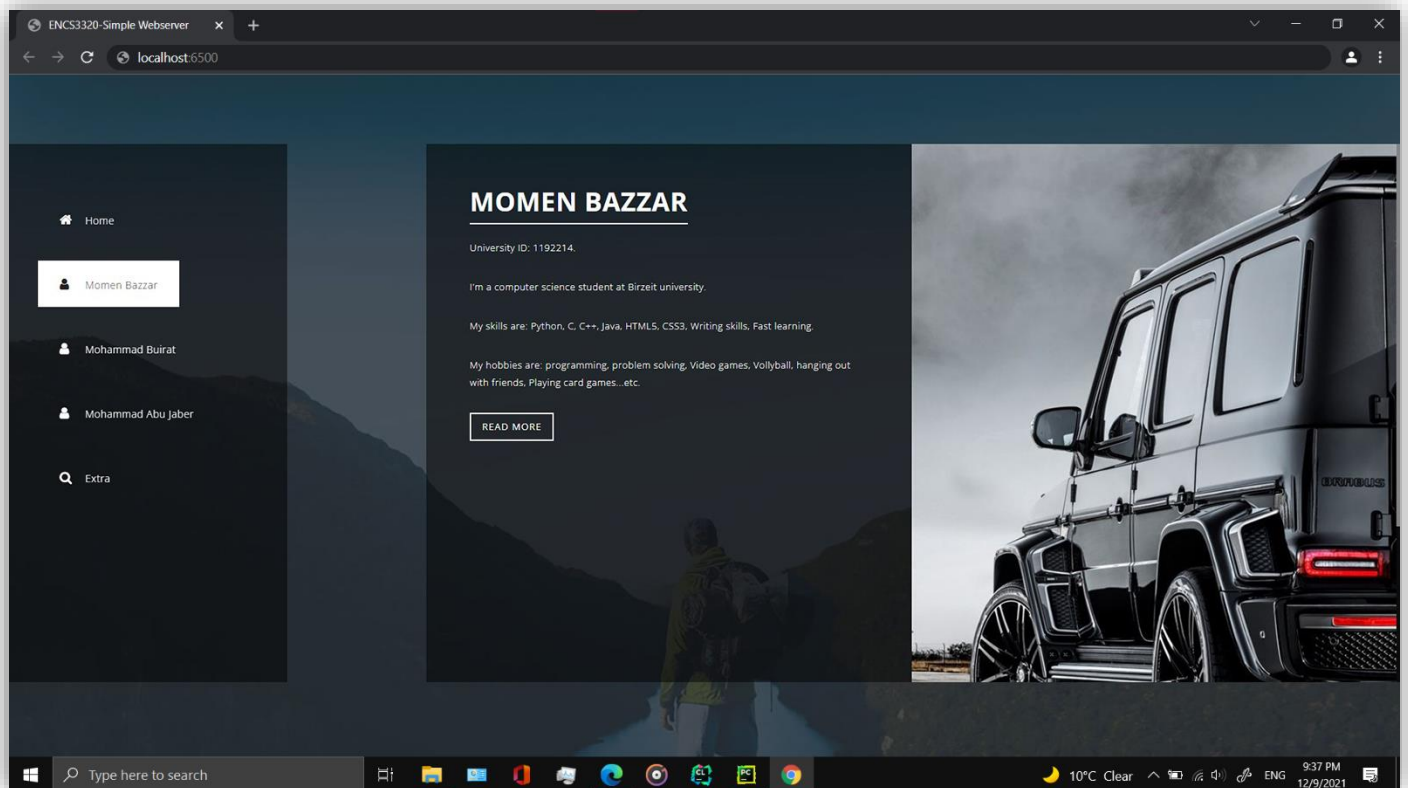 ENCS3320-Simple Webserver
localhost:6500
Home
Momen Bazzar
Mohammad Buirat
Mohammad Abu Jaber
Extra
MOMEN BAZZAR
University ID: 1192214.
I'm a computer science student at Birzeit university.
My skills are: Python, C, C++, Java, HTML5, CSS3, Writing skills, Fast learning.
My hobbies are: programming, problem solving, Video games, Vollyball, hanging out
with friends, Playing card games...etc.
READ MORE
BRABUS
Type here to search
CL
PC
10°C Clear
ENG
9:37 PM
12/9/2021